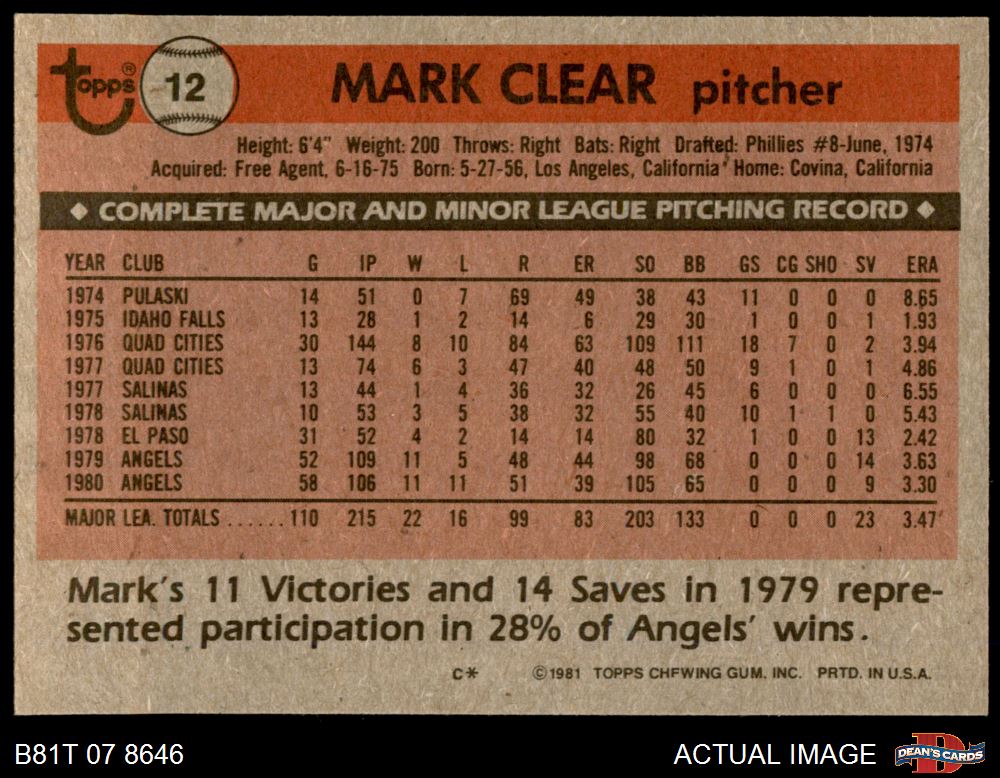 Topps® 12 MARK CLEAR pitcher
Height: 6'4" Weight: 200 Throws: Right Bats: Right Drafted: Phillies #8-June, 1974
Acquired: Free Agent, 6-16-75 Born: 5-27-56, Los Angeles, California Home: Covina, California
◆ COMPLETE MAJOR AND MINOR LEAGUE PITCHING RECORD ◆
YEAR CLUB G IP W L R ER SO BB GS CG SHO SV ERA
1974 PULASKI 14 51 0 7 69 49 38 43 11 0 0 0 8.65
1975 IDAHO FALLS 13 28 1 2 14 6 29 30 1 0 0 1 1.93
1976 QUAD CITIES 30 144 8 10 84 63 109 111 18 7 0 2 3.94
1977 QUAD CITIES 13 74 6 3 47 40 48 50 9 1 0 1 4.86
1977 SALINAS 13 44 1 4 36 32 26 45 6 0 0 0 6.55
1978 SALINAS 10 53 3 5 38 32 55 40 10 1 1 0 5.43
1978 EL PASO 31 52 4 2 14 14 80 32 1 0 0 13 2.42
1979 ANGELS 52 109 11 5 48 44 98 68 0 0 0 14 3.63
1980 ANGELS 58 106 11 11 51 39 105 65 0 0 0 9 3.30
MAJOR LEA. TOTALS ...... 110 215 22 16 99 83 203 133 0 0 0 23 3.47
Mark's 11 Victories and 14 Saves in 1979 repre-
sented participation in 28% of Angels' wins.
C* ©1981 TOPPS CHEWING GUM, INC. PRTD. IN U.S.A.
B81T 07 8646 ACTUAL IMAGE D DEAN'S CARDS